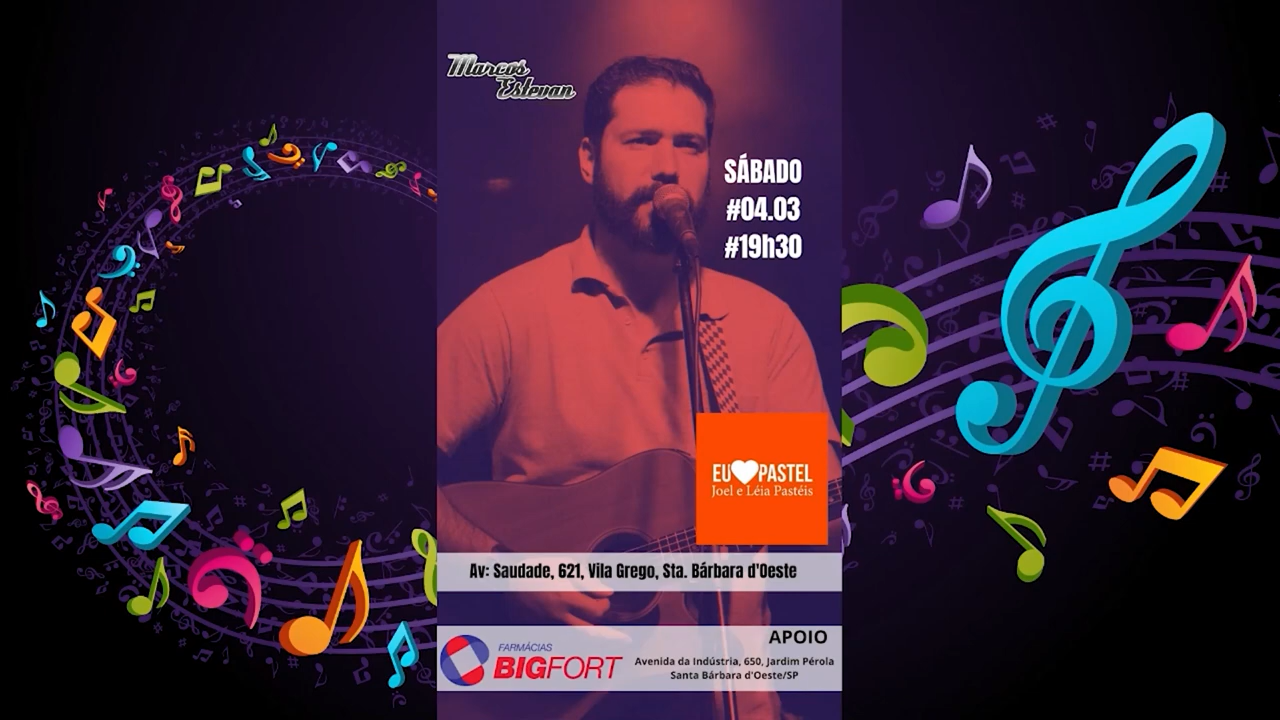 Marcos
Estevan
SÁBADO
#04.03
#19h30
EU PASTEL
Joel e Léia Pastéis
Av: Saudade, 621, Vila Grego, Sta. Bárbara d'Oeste
APOIO
FARMÁCIAS
BIGFORT
Avenida da Indústria, 650, Jardim Pérola
Santa Bárbara d'Oeste/SP